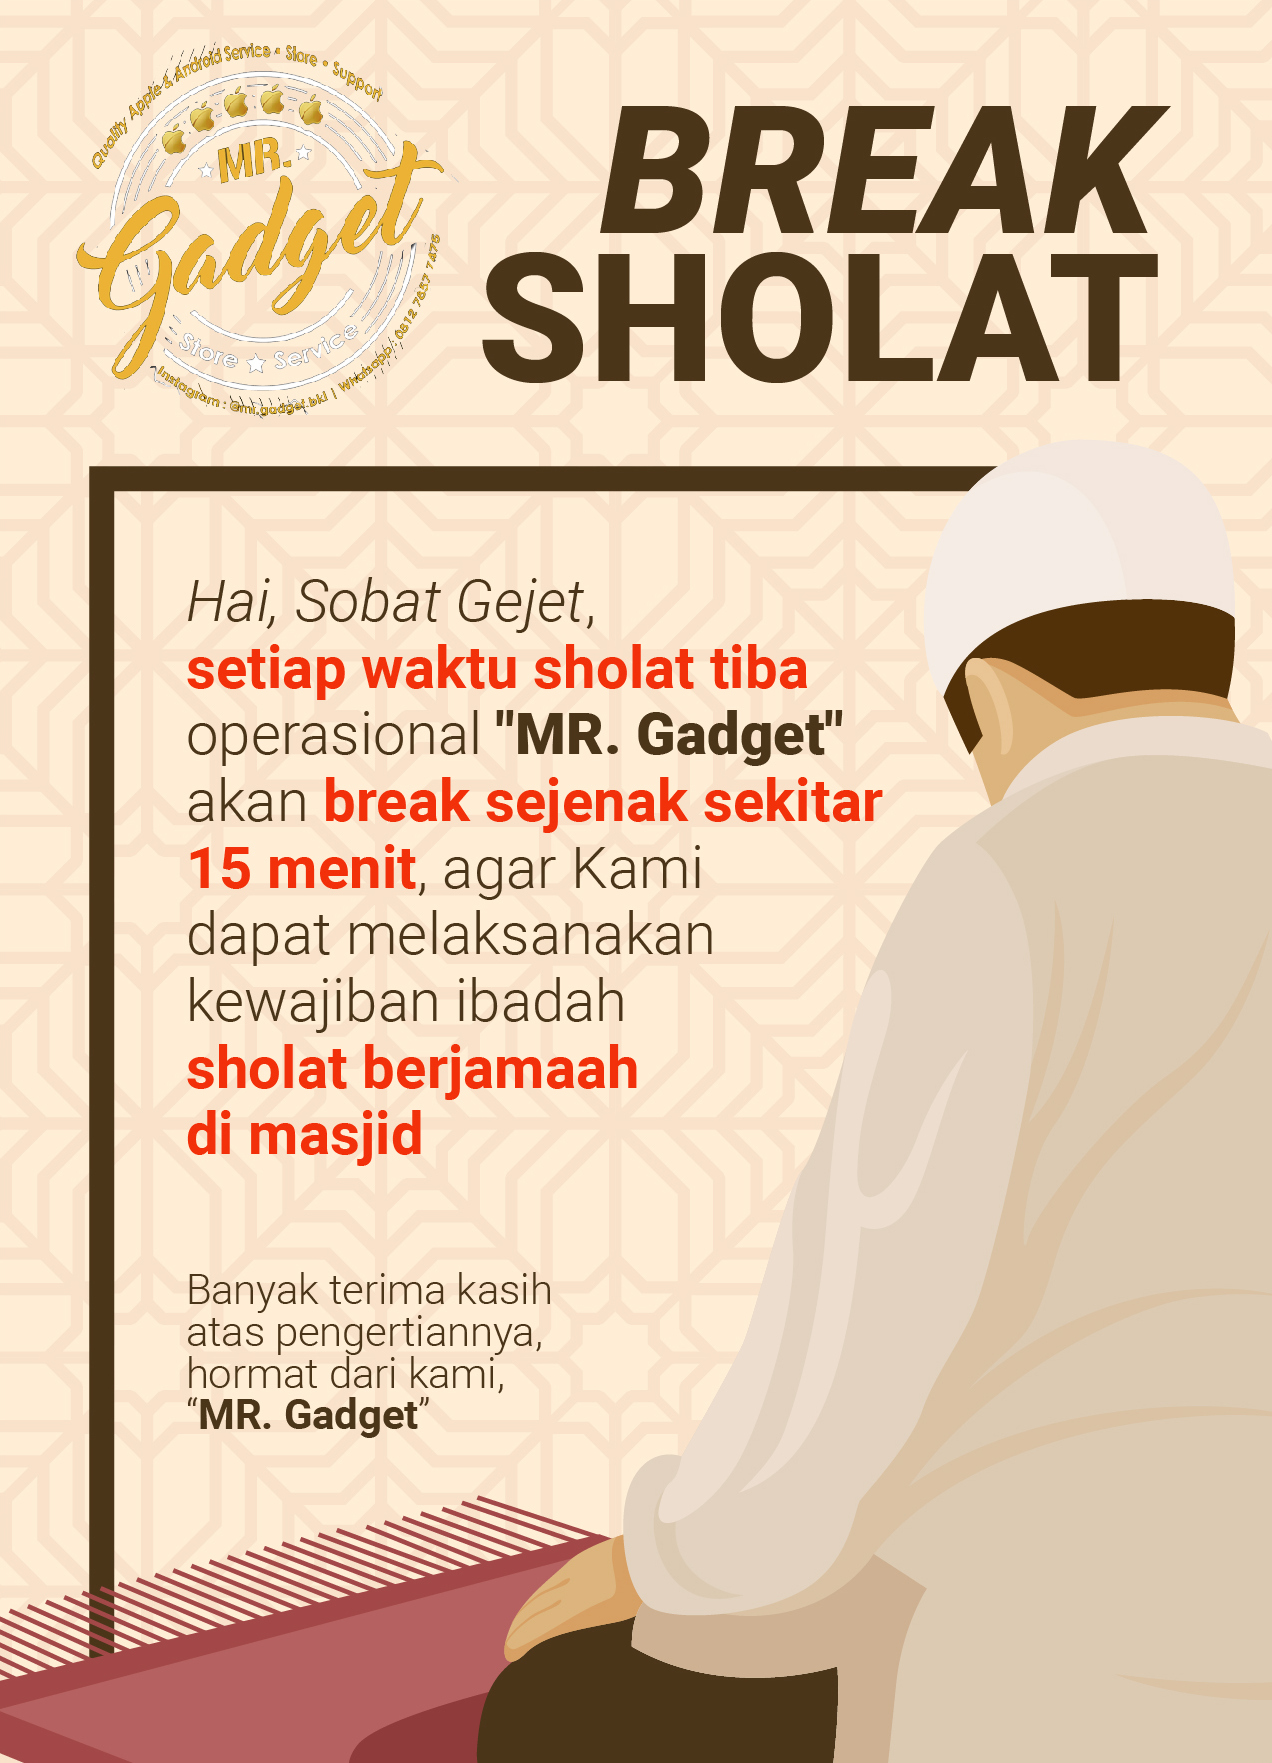 Quality Apple & Android Service • Store • Support
MR.
Gadget
Store ★ Service
Instagram : @mr.gadget.bkl | Whatsapp : 0812 7857 7675
BREAK
SHOLAT
Hai, Sobat Gejet,
setiap waktu sholat tiba
operasional "MR. Gadget"
akan break sejenak sekitar
15 menit, agar Kami
dapat melaksanakan
kewajiban ibadah
sholat berjamaah
di masjid
Banyak terima kasih
atas pengertiannya,
hormat dari kami,
“MR. Gadget”